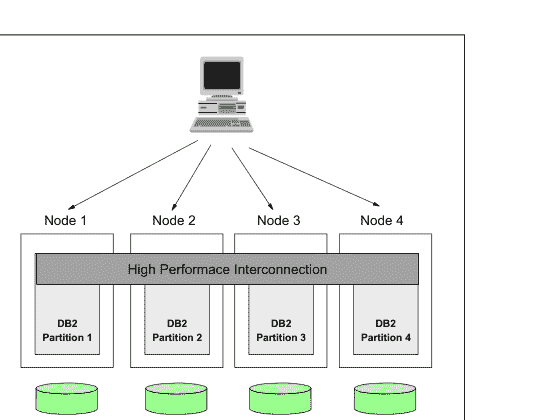 Node 1 Node 2 Node 3 Node 4
High Performace Interconnection
DB2 DB2 DB2 DB2
Partition 1 Partition 2 Partition 3 Partition 4